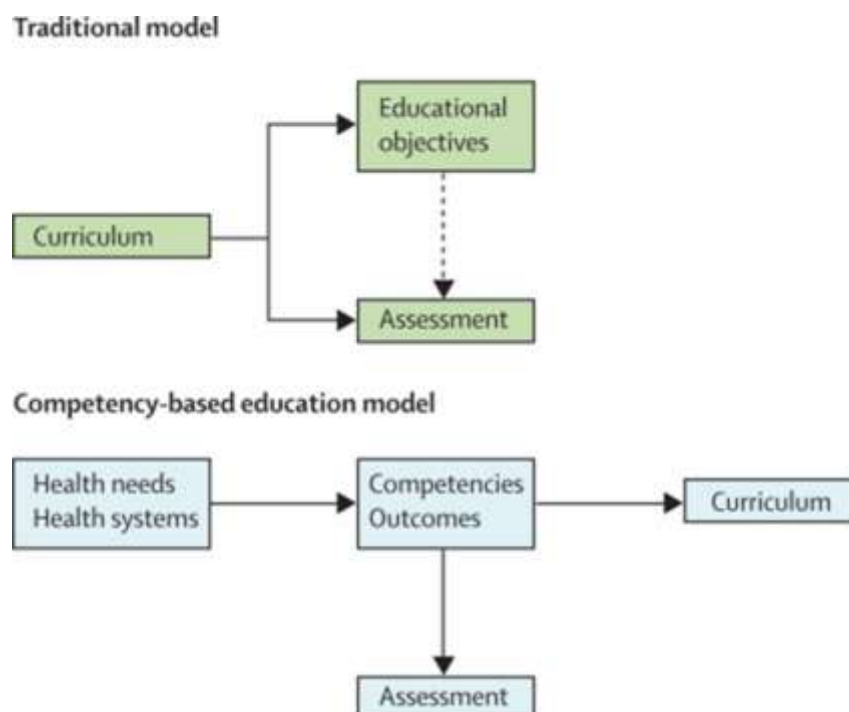 Traditional model
Educational
objectives
Curriculum
Assessment
Competency-based education model
Health needs
Health systems
Competencies
Outcomes
Curriculum
Assessment